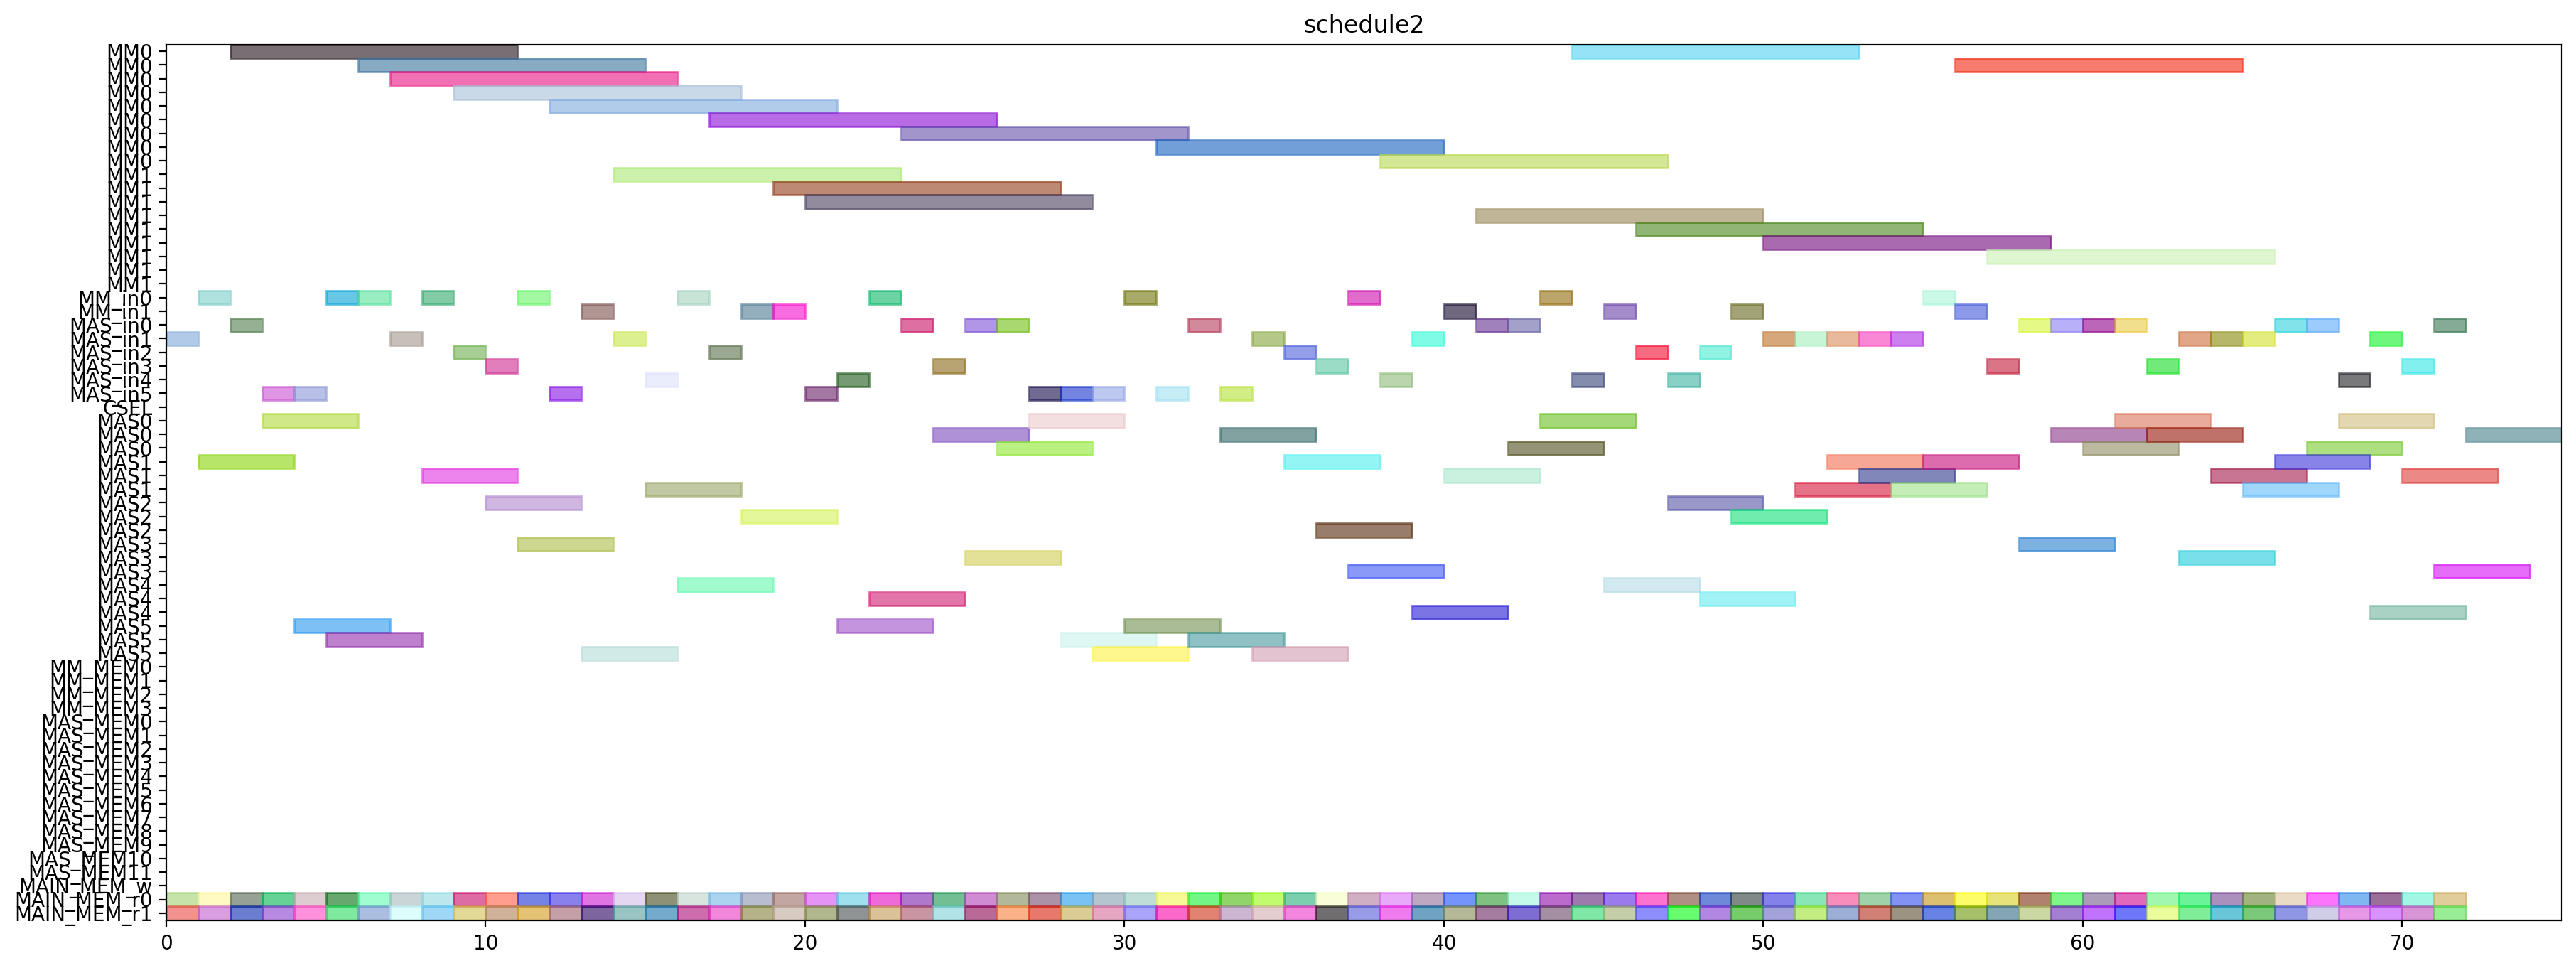 schedule2
MM0
MM0
MM0
MM0
MM0
MM0
MM0
MM0
MM0
MM1
MM1
MM1
MM1
MM1
MM1
MM1
MM1
MM1
MM_in0
MM_in1
MAS_in0
MAS_in1
MAS_in2
MAS_in3
MAS_in4
MAS_in5
CSEL
MAS0
MAS0
MAS0
MAS1
MAS1
MAS1
MAS2
MAS2
MAS2
MAS3
MAS3
MAS3
MAS4
MAS4
MAS4
MAS5
MAS5
MAS5
MM_MEM0
MM_MEM1
MM_MEM2
MM_MEM3
MAS_MEM0
MAS_MEM1
MAS_MEM2
MAS_MEM3
MAS_MEM4
MAS_MEM5
MAS_MEM6
MAS_MEM7
MAS_MEM8
MAS_MEM9
MAS_MEM10
MAS_MEM11
MAIN_MEM_w
MAIN_MEM_r0
MAIN_MEM_r1
0 10 20 30 40 50 60 70